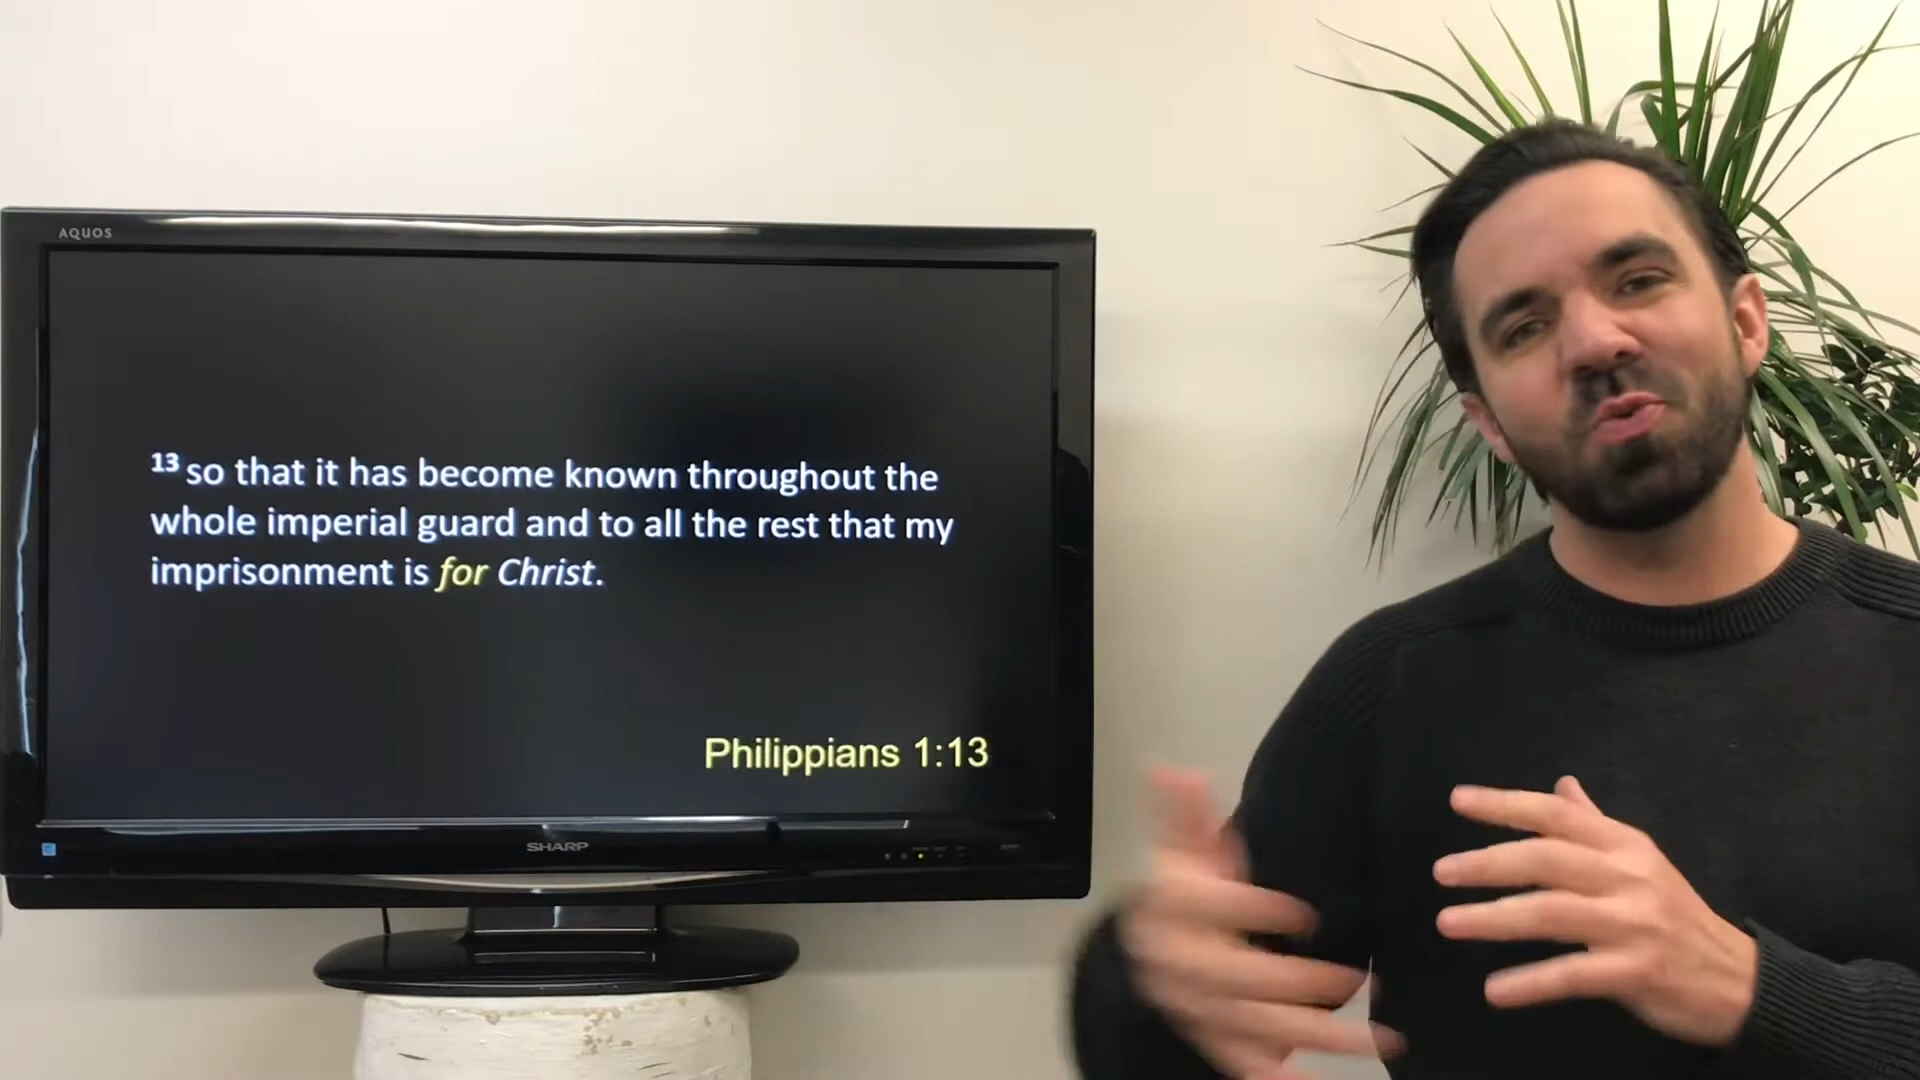 AQUOS
13 so that it has become known throughout the
whole imperial guard and to all the rest that my
imprisonment is for Christ.
Philippians 1:13
SHARP